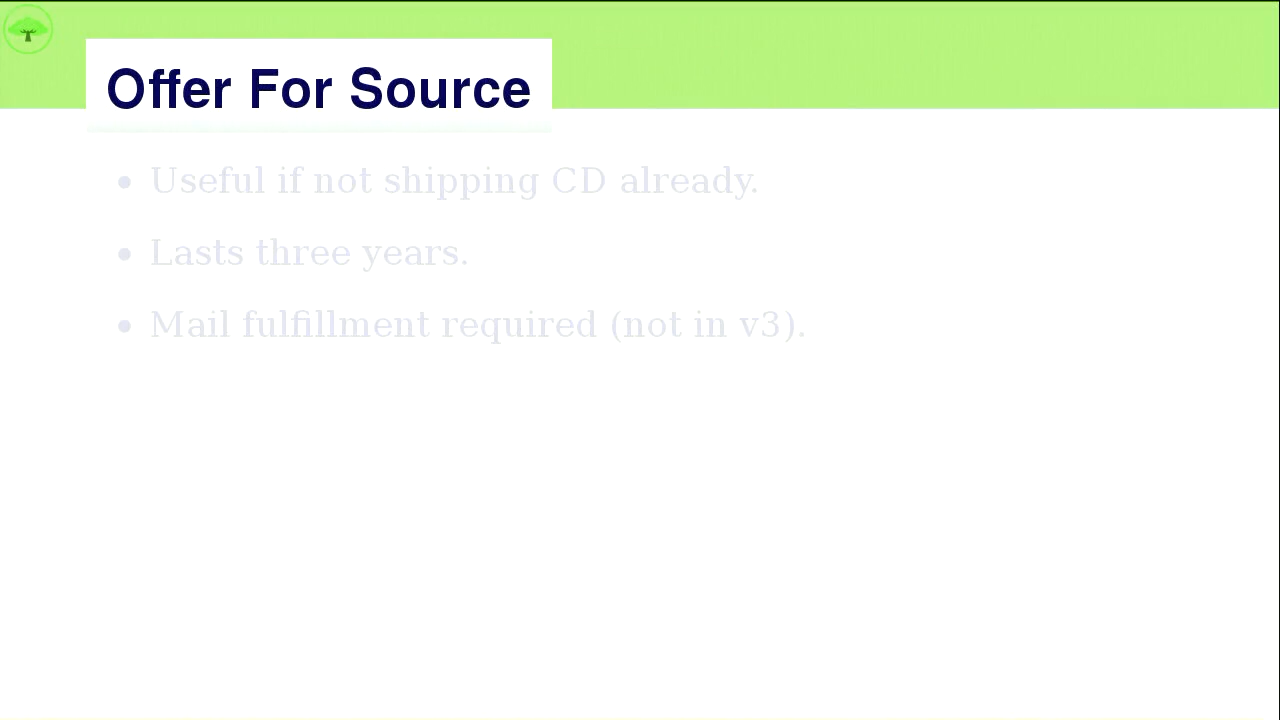 Offer For Source
• Useful if not shipping CD already.
• Lasts three years.
• Mail fulfillment required (not in v3).